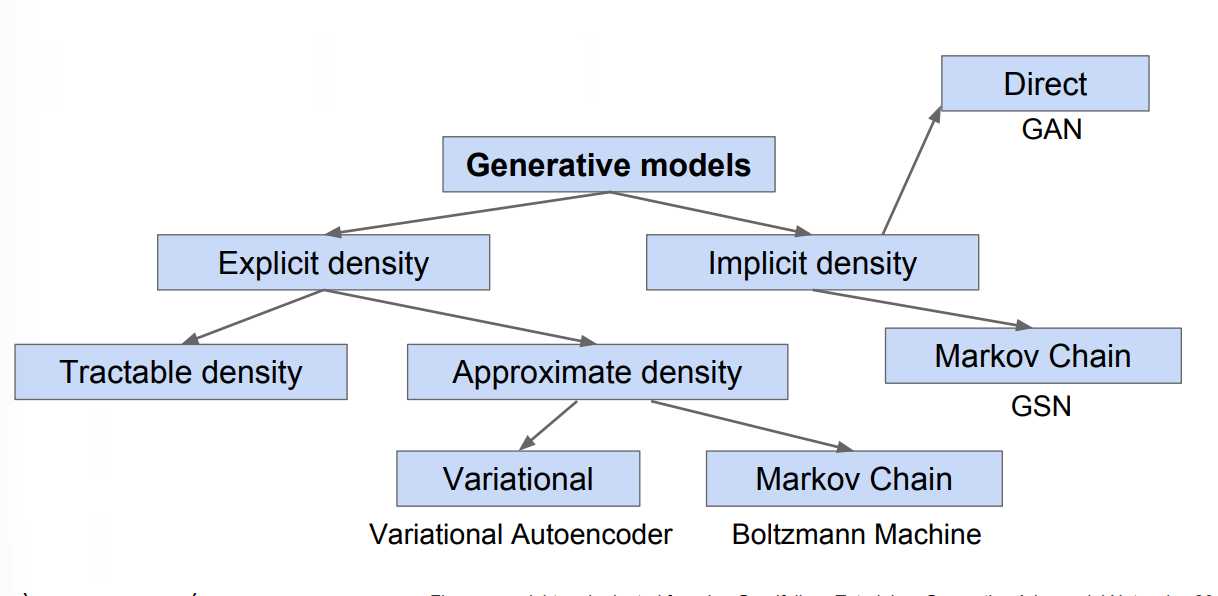 Direct
GAN
Generative models
Explicit density
Implicit density
Tractable density
Approximate density
Markov Chain
GSN
Variational
Markov Chain
Variational Autoencoder
Boltzmann Machine